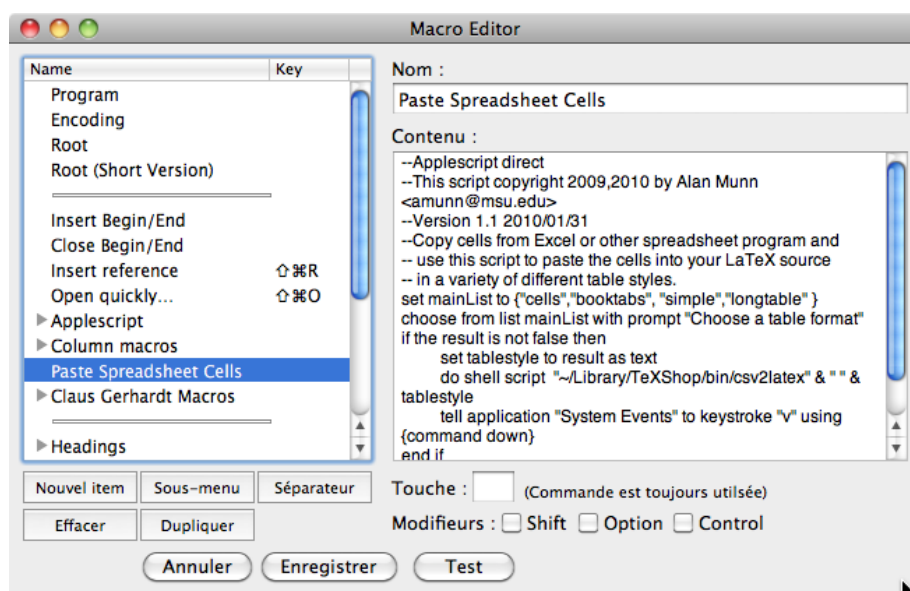 Macro Editor
Name Key
Program
Encoding
Root
Root (Short Version)
Insert Begin/End
Close Begin/End
Insert reference ⇧⌘R
Open quickly... ⇧⌘O
Applescript
Column macros
Paste Spreadsheet Cells
Claus Gerhardt Macros
Headings
Nouvel item Sous-menu Séparateur
Effacer Dupliquer
Nom :
Paste Spreadsheet Cells
Contenu :
--Applescript direct
--This script copyright 2009,2010 by Alan Munn
<amunn@msu.edu>
--Version 1.1 2010/01/31
--Copy cells from Excel or other spreadsheet program and
-- use this script to paste the cells into your LaTeX source
-- in a variety of different table styles.
set mainList to {"cells","booktabs", "simple","longtable" }
choose from list mainList with prompt "Choose a table format"
if the result is not false then
set tablestyle to result as text
do shell script "~/Library/TeXShop/bin/csv2latex" & " " &
tablestyle
tell application "System Events" to keystroke "v" using
{command down}
end if
Touche : (Commande est toujours utilsée)
Modifieurs : Shift Option Control
Annuler Enregistrer Test